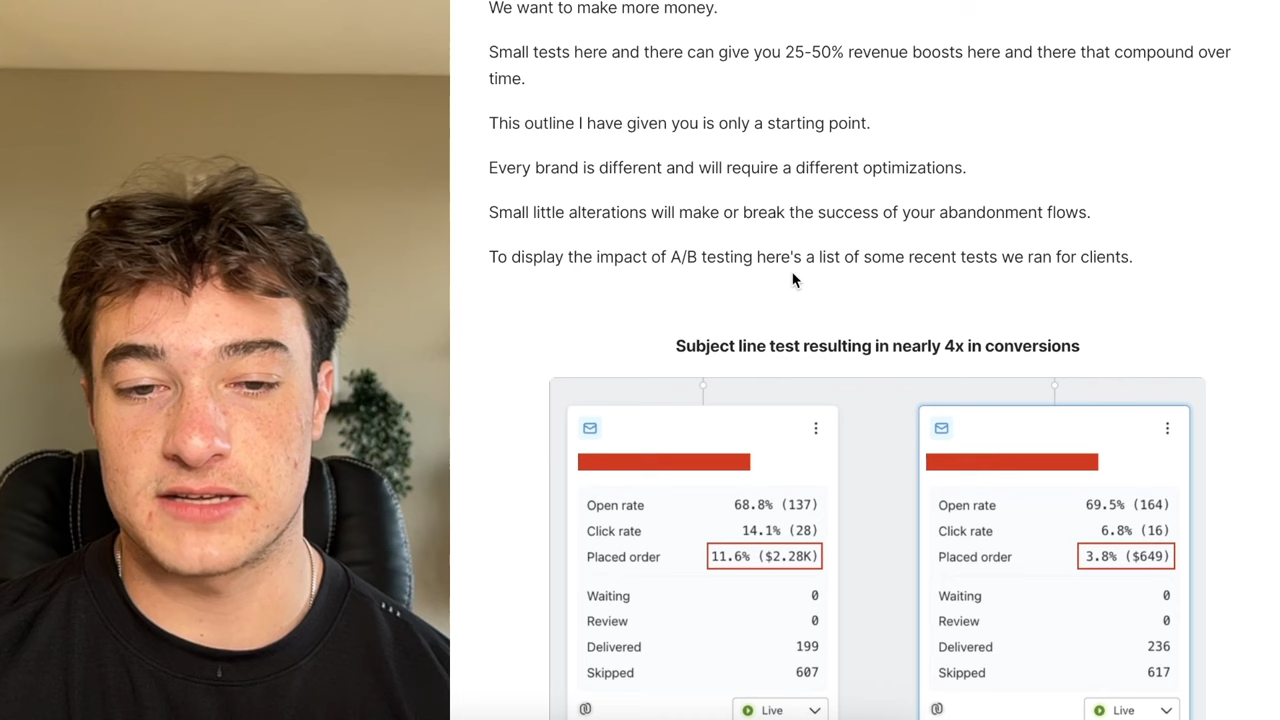 We want to make more money.
Small tests here and there can give you 25-50% revenue boosts here and there that compound over
time.
This outline I have given you is only a starting point.
Every brand is different and will require a different optimizations.
Small little alterations will make or break the success of your abandonment flows.
To display the impact of A/B testing here's a list of some recent tests we ran for clients.
Subject line test resulting in nearly 4x in conversions
Open rate 68.8% (137)
Click rate 14.1% (28)
Placed order 11.6% ($2.28K)
Waiting 0
Review 0
Delivered 199
Skipped 607
Live
Open rate 69.5% (164)
Click rate 6.8% (16)
Placed order 3.8% ($649)
Waiting 0
Review 0
Delivered 236
Skipped 617
Live